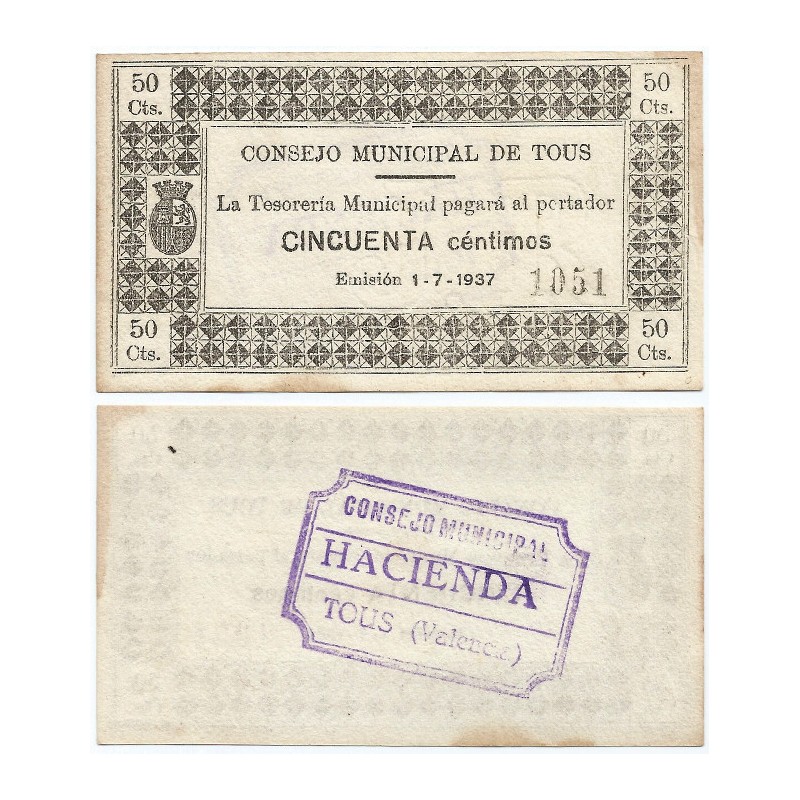 50 Cts.
50 Cts.
CONSEJO MUNICIPAL DE TOUS
La Tesorería Municipal pagará al portador
CINCUENTA céntimos
Emisión 1-7-1937
1051
50 Cts.
50 Cts.
CONSEJO MUNICIPAL
HACIENDA
TOUS (Valencia)